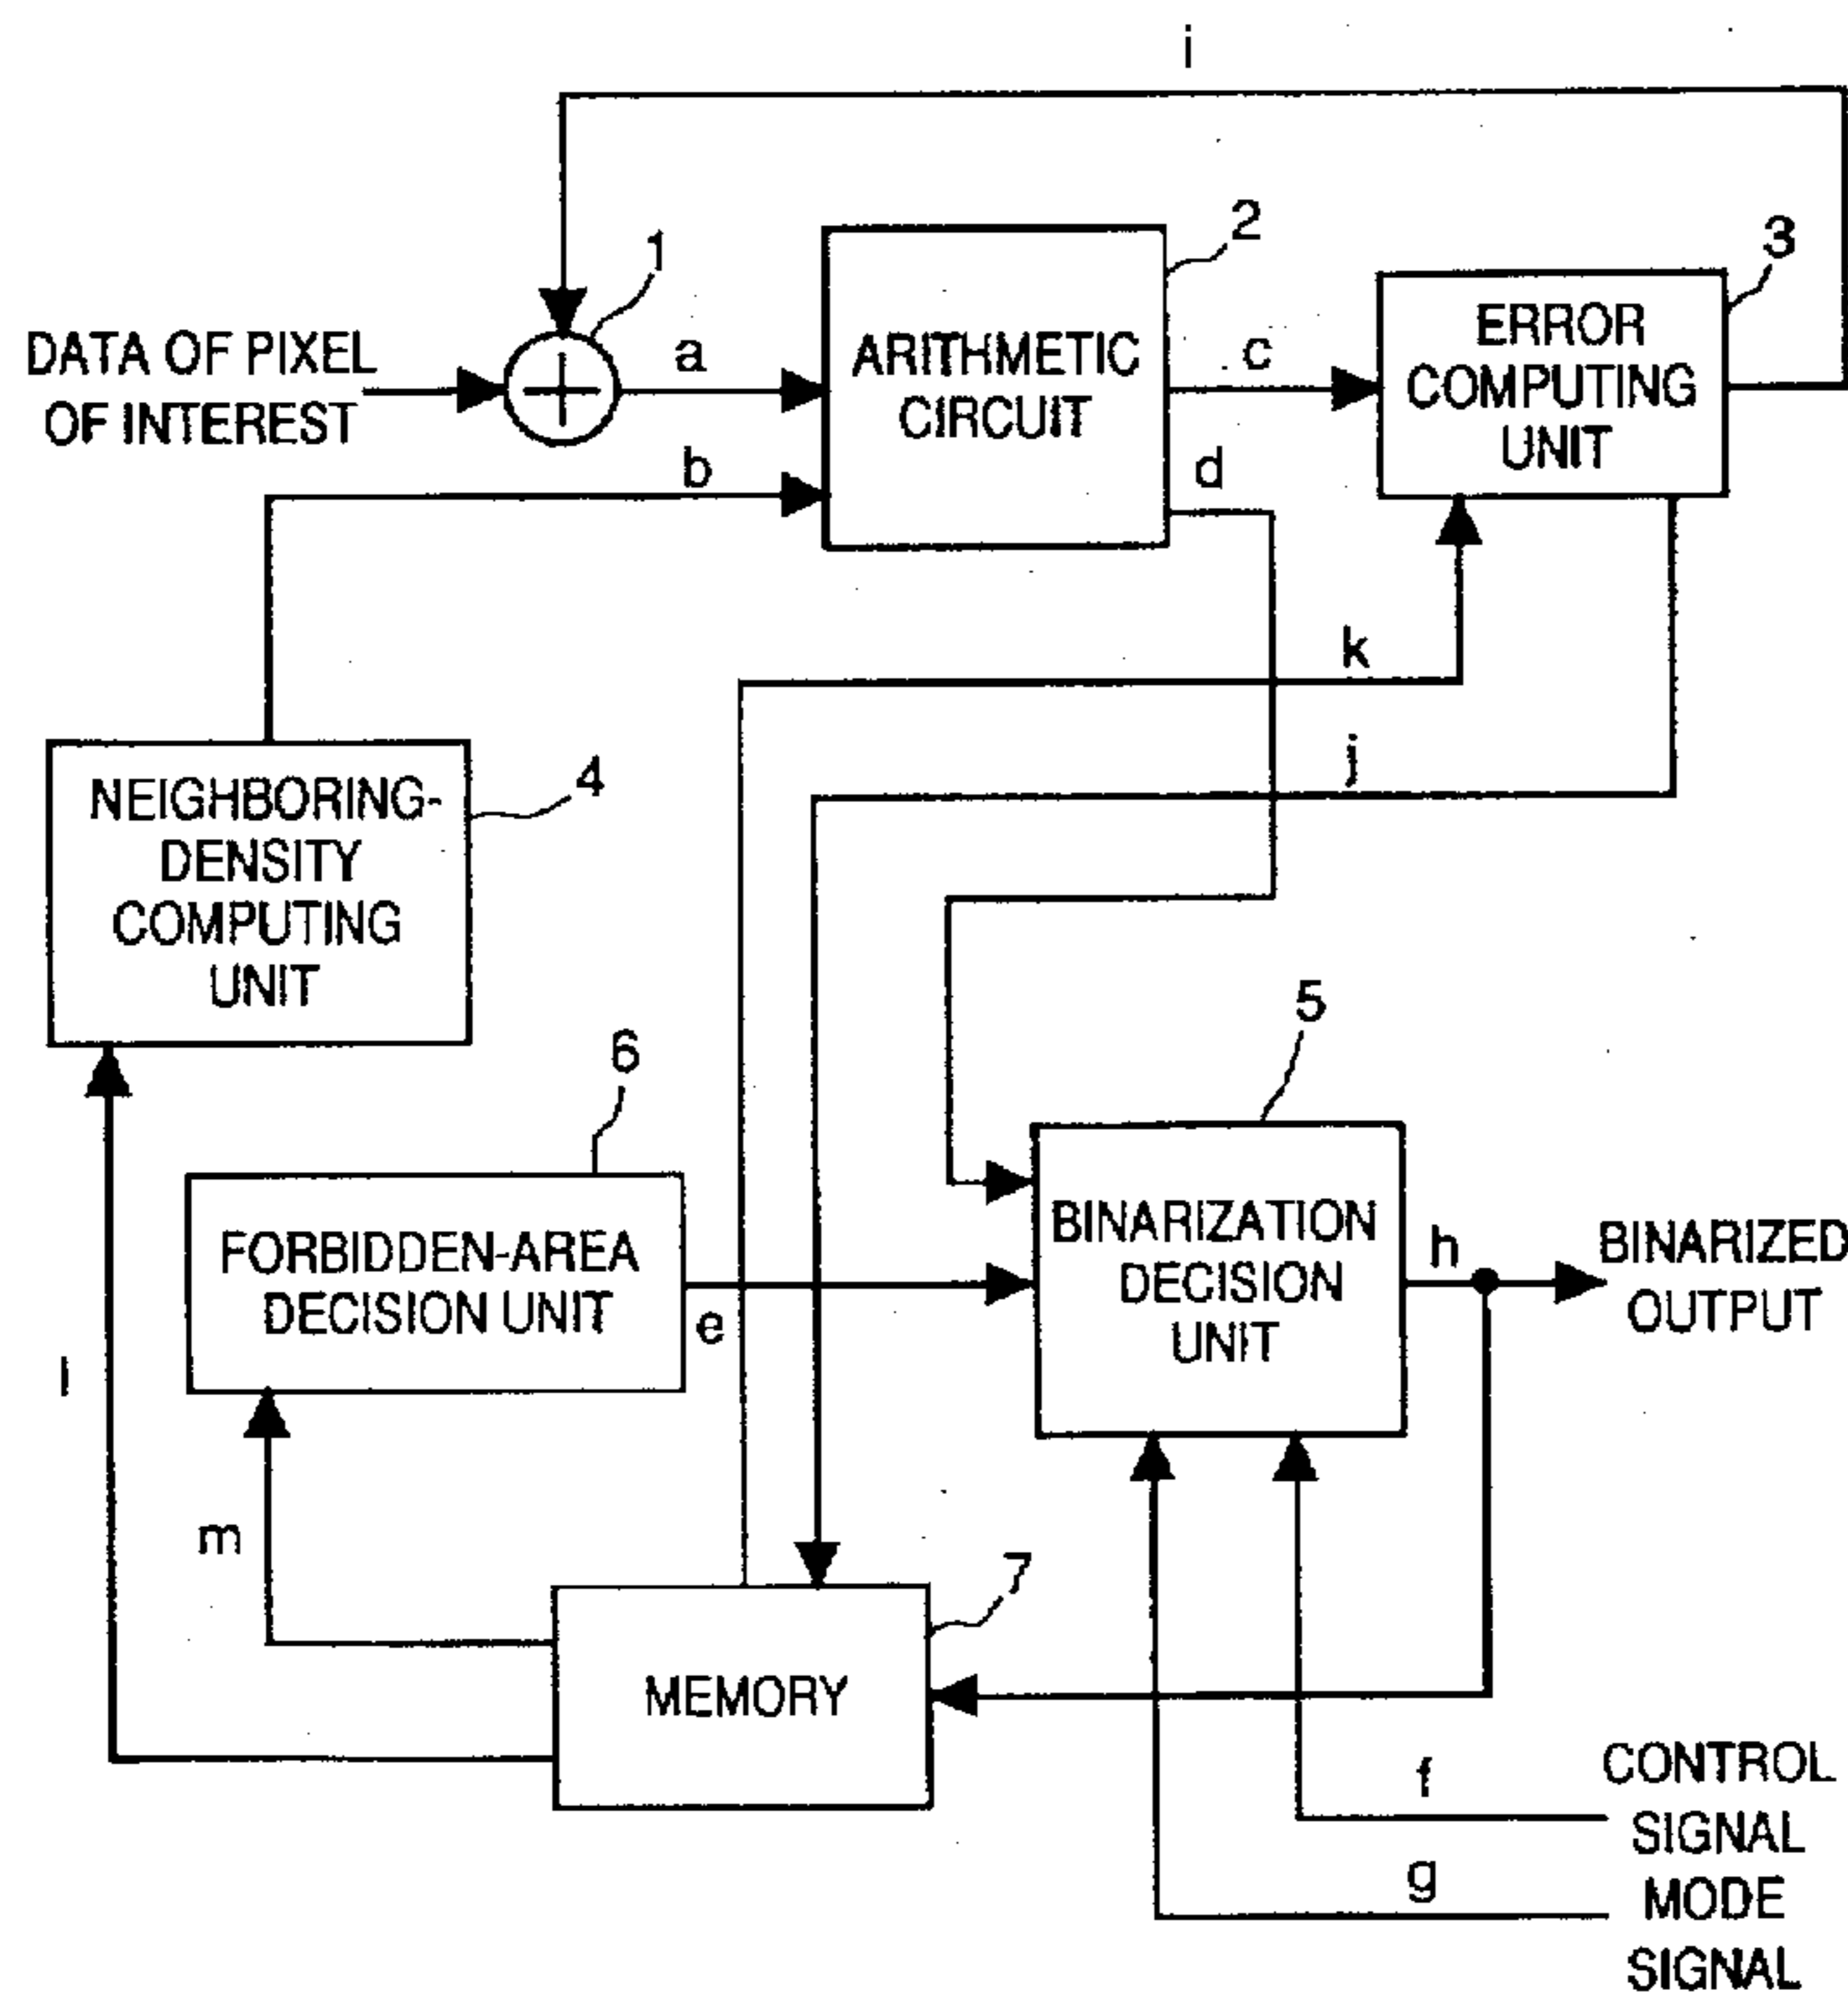 i
1
2
3
DATA OF PIXEL
OF INTEREST
a
b
ARITHMETIC
CIRCUIT
c
d
ERROR
COMPUTING
UNIT
k
j
NEIGHBORING-
DENSITY
COMPUTING
UNIT
4
5
6
FORBIDDEN-AREA
DECISION UNIT
e
BINARIZATION
DECISION
UNIT
h
BINARIZED
OUTPUT
l
m
7
MEMORY
f
CONTROL
SIGNAL
g
MODE
SIGNAL